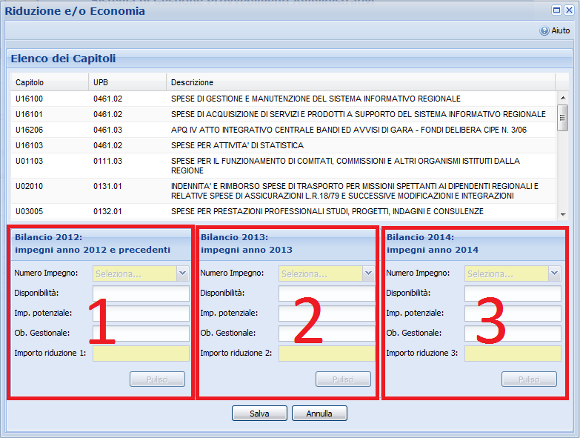 Riduzione e/o Economia
Aiuto
Elenco dei Capitoli
Capitolo UPB Descrizione
U16100 0461.02 SPESE DI GESTIONE E MANUTENZIONE DEL SISTEMA INFORMATIVO REGIONALE
U16101 0461.02 SPESE DI ACQUISIZIONE DI SERVIZI E PRODOTTI A SUPPORTO DEL SISTEMA INFORMATIVO REGIONALE
U16206 0461.03 APQ IV ATTO INTEGRATIVO CENTRALE BANDI ED AVVISI DI GARA - FONDI DELIBERA CIPE N. 3/06
U16103 0461.02 SPESE PER ATTIVITA' DI STATISTICA
U01103 0111.03 SPESE PER IL FUNZIONAMENTO DI COMITATI, COMMISSIONI E ALTRI ORGANISMI ISTITUITI DALLA
REGIONE
U02010 0131.01 INDENNITA' E RIMBORSO SPESE DI TRASPORTO PER MISSIONI SPETTANTI AI DIPENDENTI REGIONALI E
RELATIVE SPESE DI ASSICURAZIONI L.R.18/79 E SUCCESSIVE MODIFICAZIONI E INTEGRAZIONI
U03005 0132.01 SPESE PER PRESTAZIONI PROFESSIONALI STUDI, PROGETTI, INDAGINI E CONSULENZE
Bilancio 2012:
impegni anno 2012 e precedenti
Numero Impegno: Seleziona...
Disponibilità:
Imp. potenziale:
Ob. Gestionale:
Importo riduzione 1:
Pulisci
1
Bilancio 2013:
impegni anno 2013
Numero Impegno: Seleziona...
Disponibilità:
Imp. potenziale:
Ob. Gestionale:
Importo riduzione 2:
Pulisci
2
Bilancio 2014:
impegni anno 2014
Numero Impegno: Seleziona...
Disponibilità:
Imp. potenziale:
Ob. Gestionale:
Importo riduzione 3:
Pulisci
3
Salva Annulla